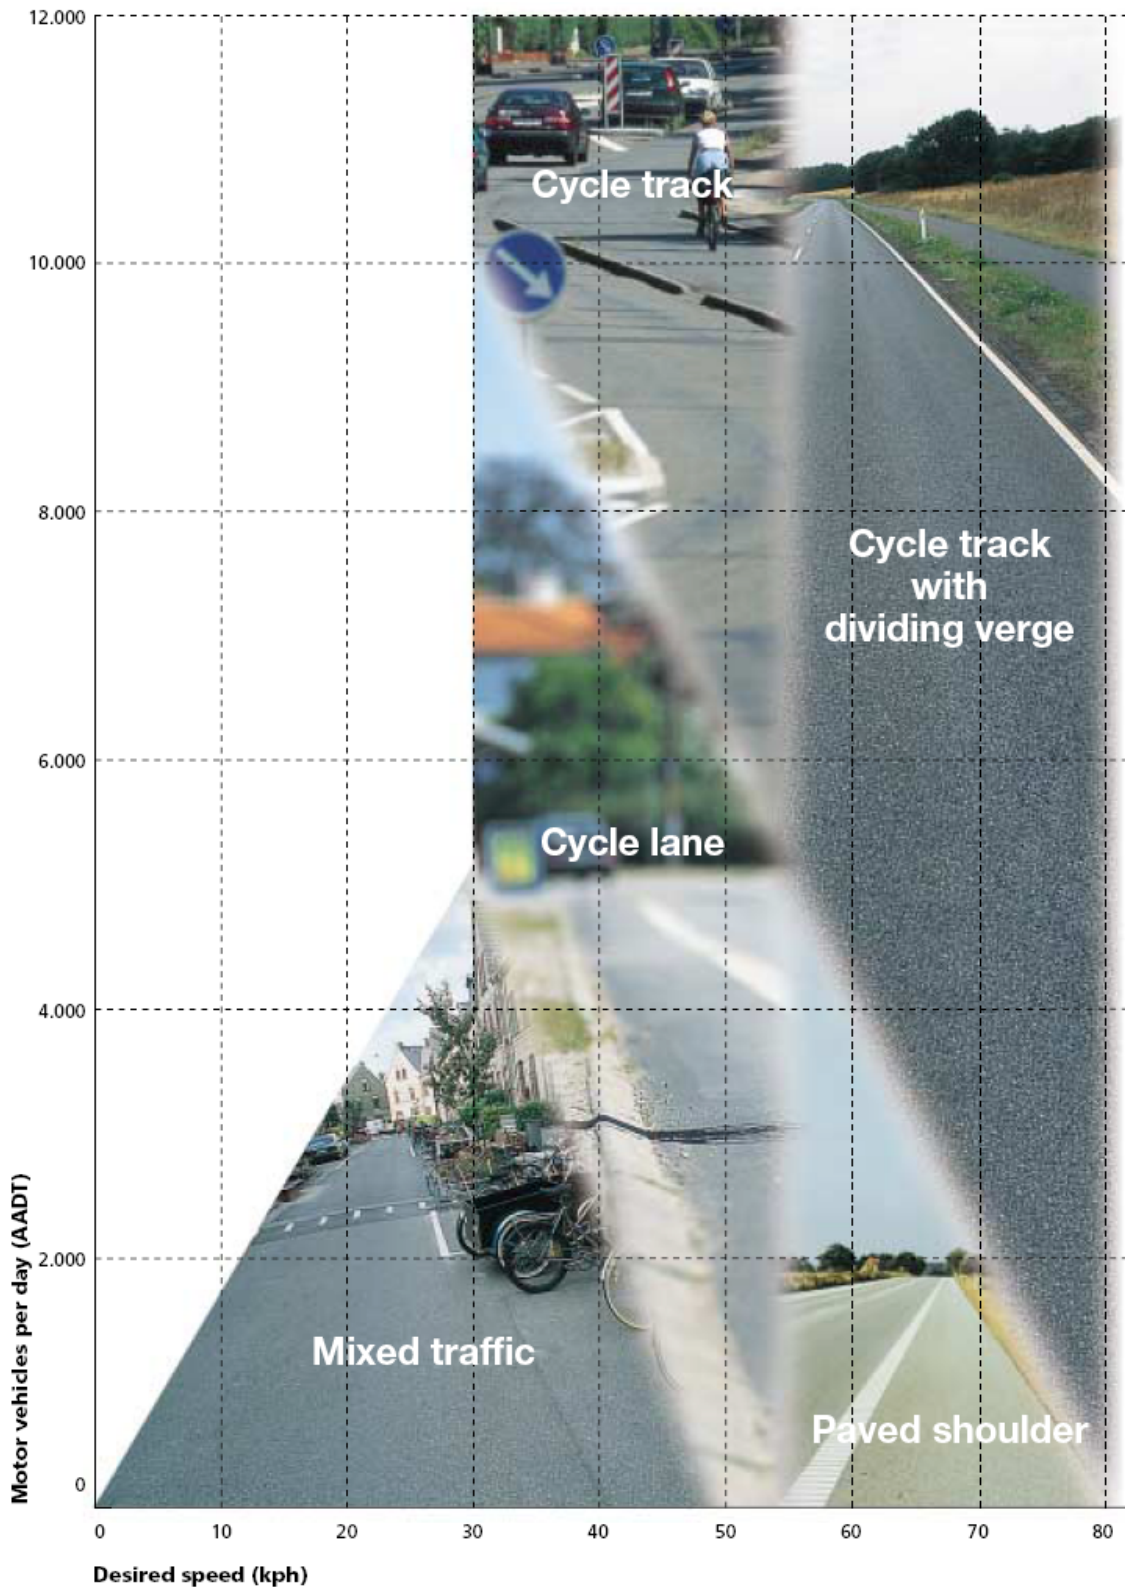 12.000
10.000
8.000
6.000
4.000
2.000
0
Motor vehicles per day (AADT)
Cycle track
Cycle track
with
dividing verge
Cycle lane
Mixed traffic
Paved shoulder
0 10 20 30 40 50 60 70 80
Desired speed (kph)